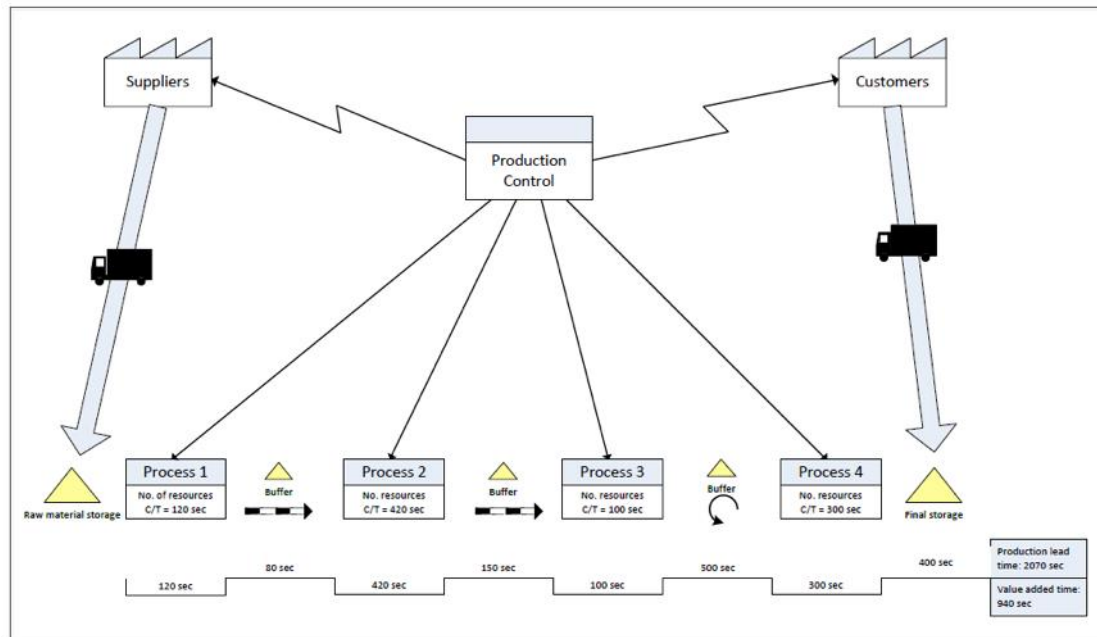 Suppliers
Customers
Production
Control
Process 1
No. of resources
C/T = 120 sec
Process 2
No. resources
C/T = 420 sec
Process 3
No. resources
C/T = 100 sec
Process 4
No. resources
C/T = 300 sec
Raw material storage
Buffer
Buffer
Buffer
Final storage
120 sec
80 sec
420 sec
150 sec
100 sec
500 sec
300 sec
400 sec
Production lead
time: 2070 sec
Value added time:
940 sec